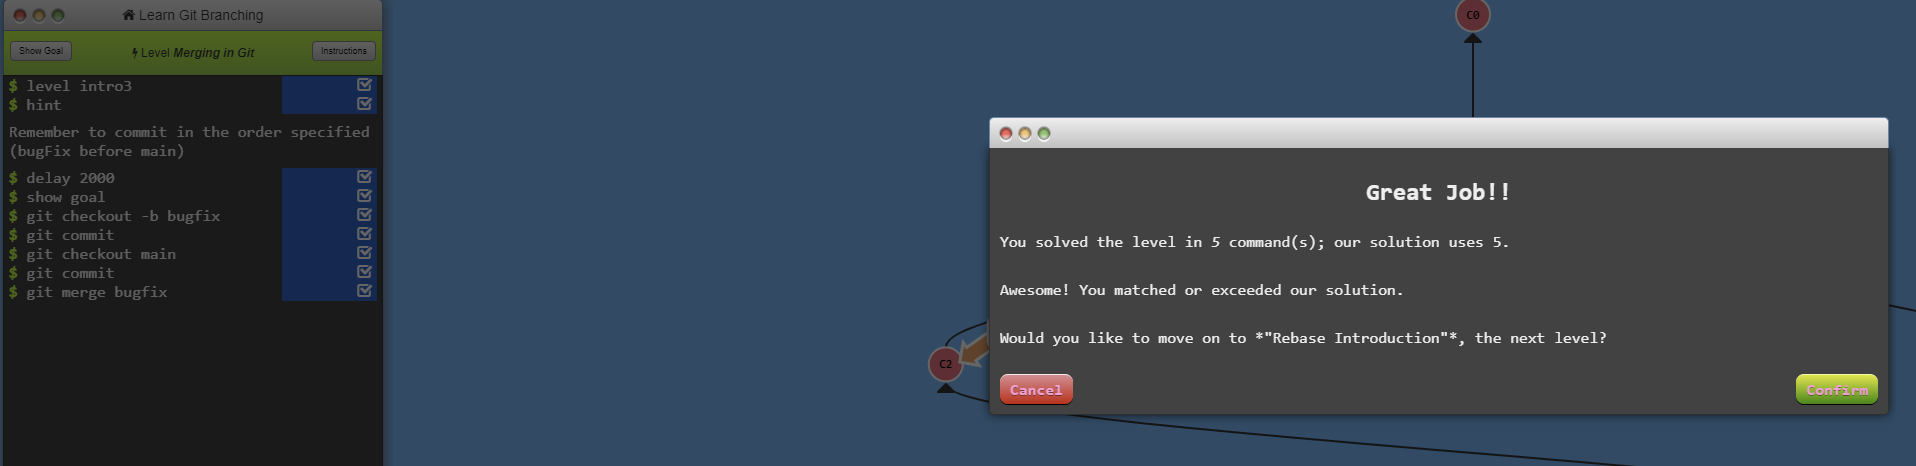 Learn Git Branching
Show Goal
Level Merging in Git
Instructions
$ level intro3
$ hint
Remember to commit in the order specified
(bugFix before main)
$ delay 2000
$ show goal
$ git checkout -b bugfix
$ git commit
$ git checkout main
$ git commit
$ git merge bugfix
C0
C2
Great Job!!
You solved the level in 5 command(s); our solution uses 5.
Awesome! You matched or exceeded our solution.
Would you like to move on to *"Rebase Introduction"*, the next level?
Cancel
Confirm